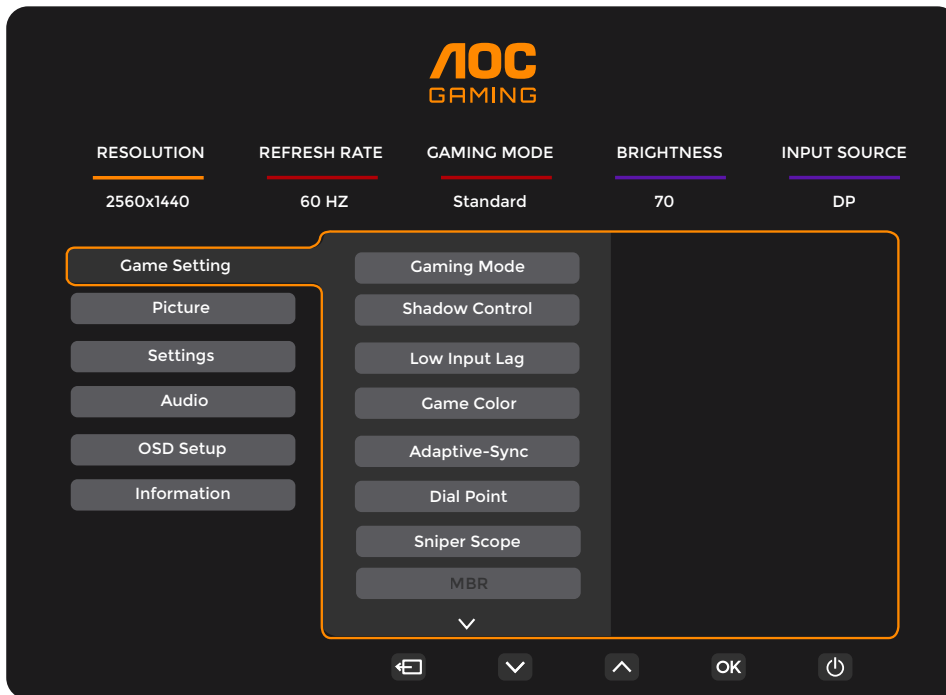 AOC
GAMING
RESOLUTION REFRESH RATE GAMING MODE BRIGHTNESS INPUT SOURCE
2560x1440 60 HZ Standard 70 DP
Game Setting
Picture
Settings
Audio
OSD Setup
Information
Gaming Mode
Shadow Control
Low Input Lag
Game Color
Adaptive-Sync
Dial Point
Sniper Scope
MBR
OK